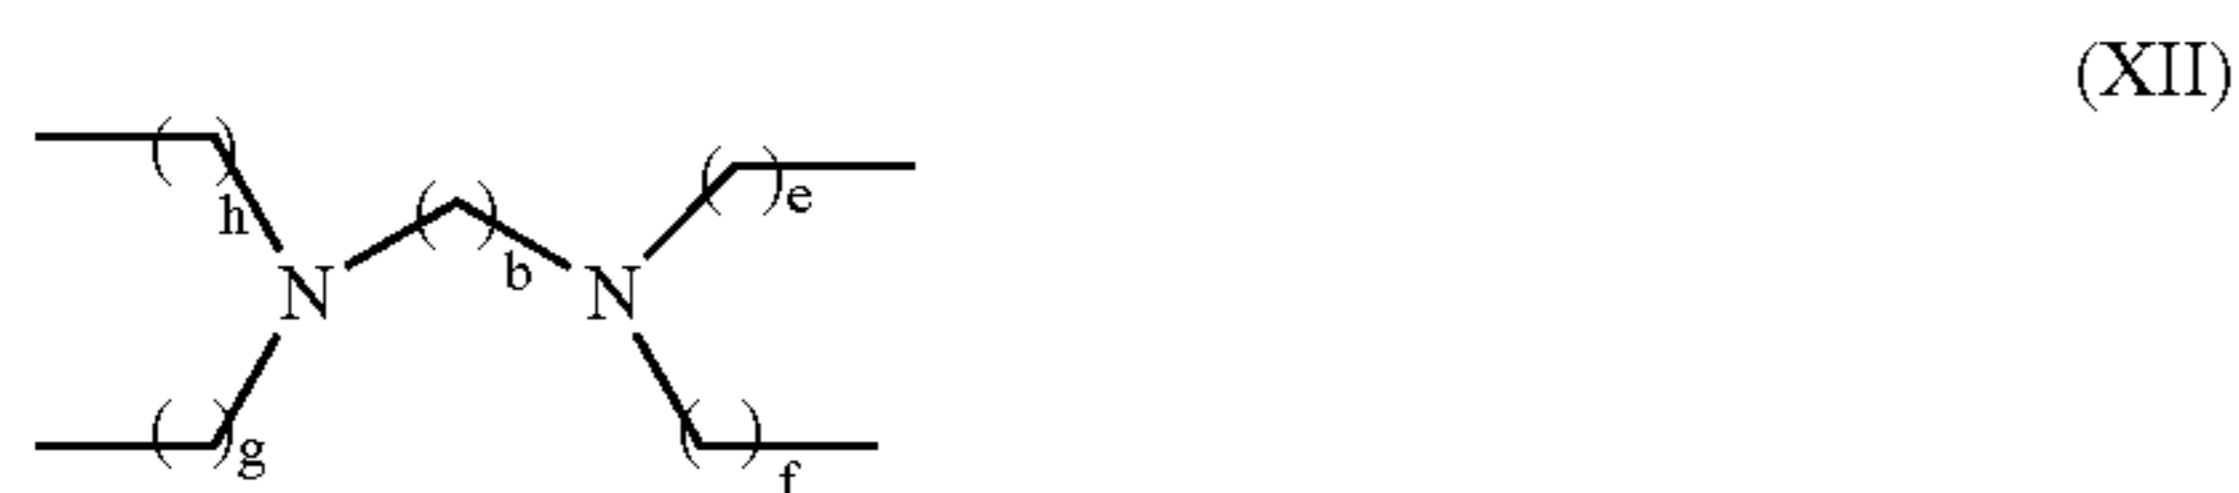 (XII)
( )h
( )e
( )b
N
N
( )g
( )f